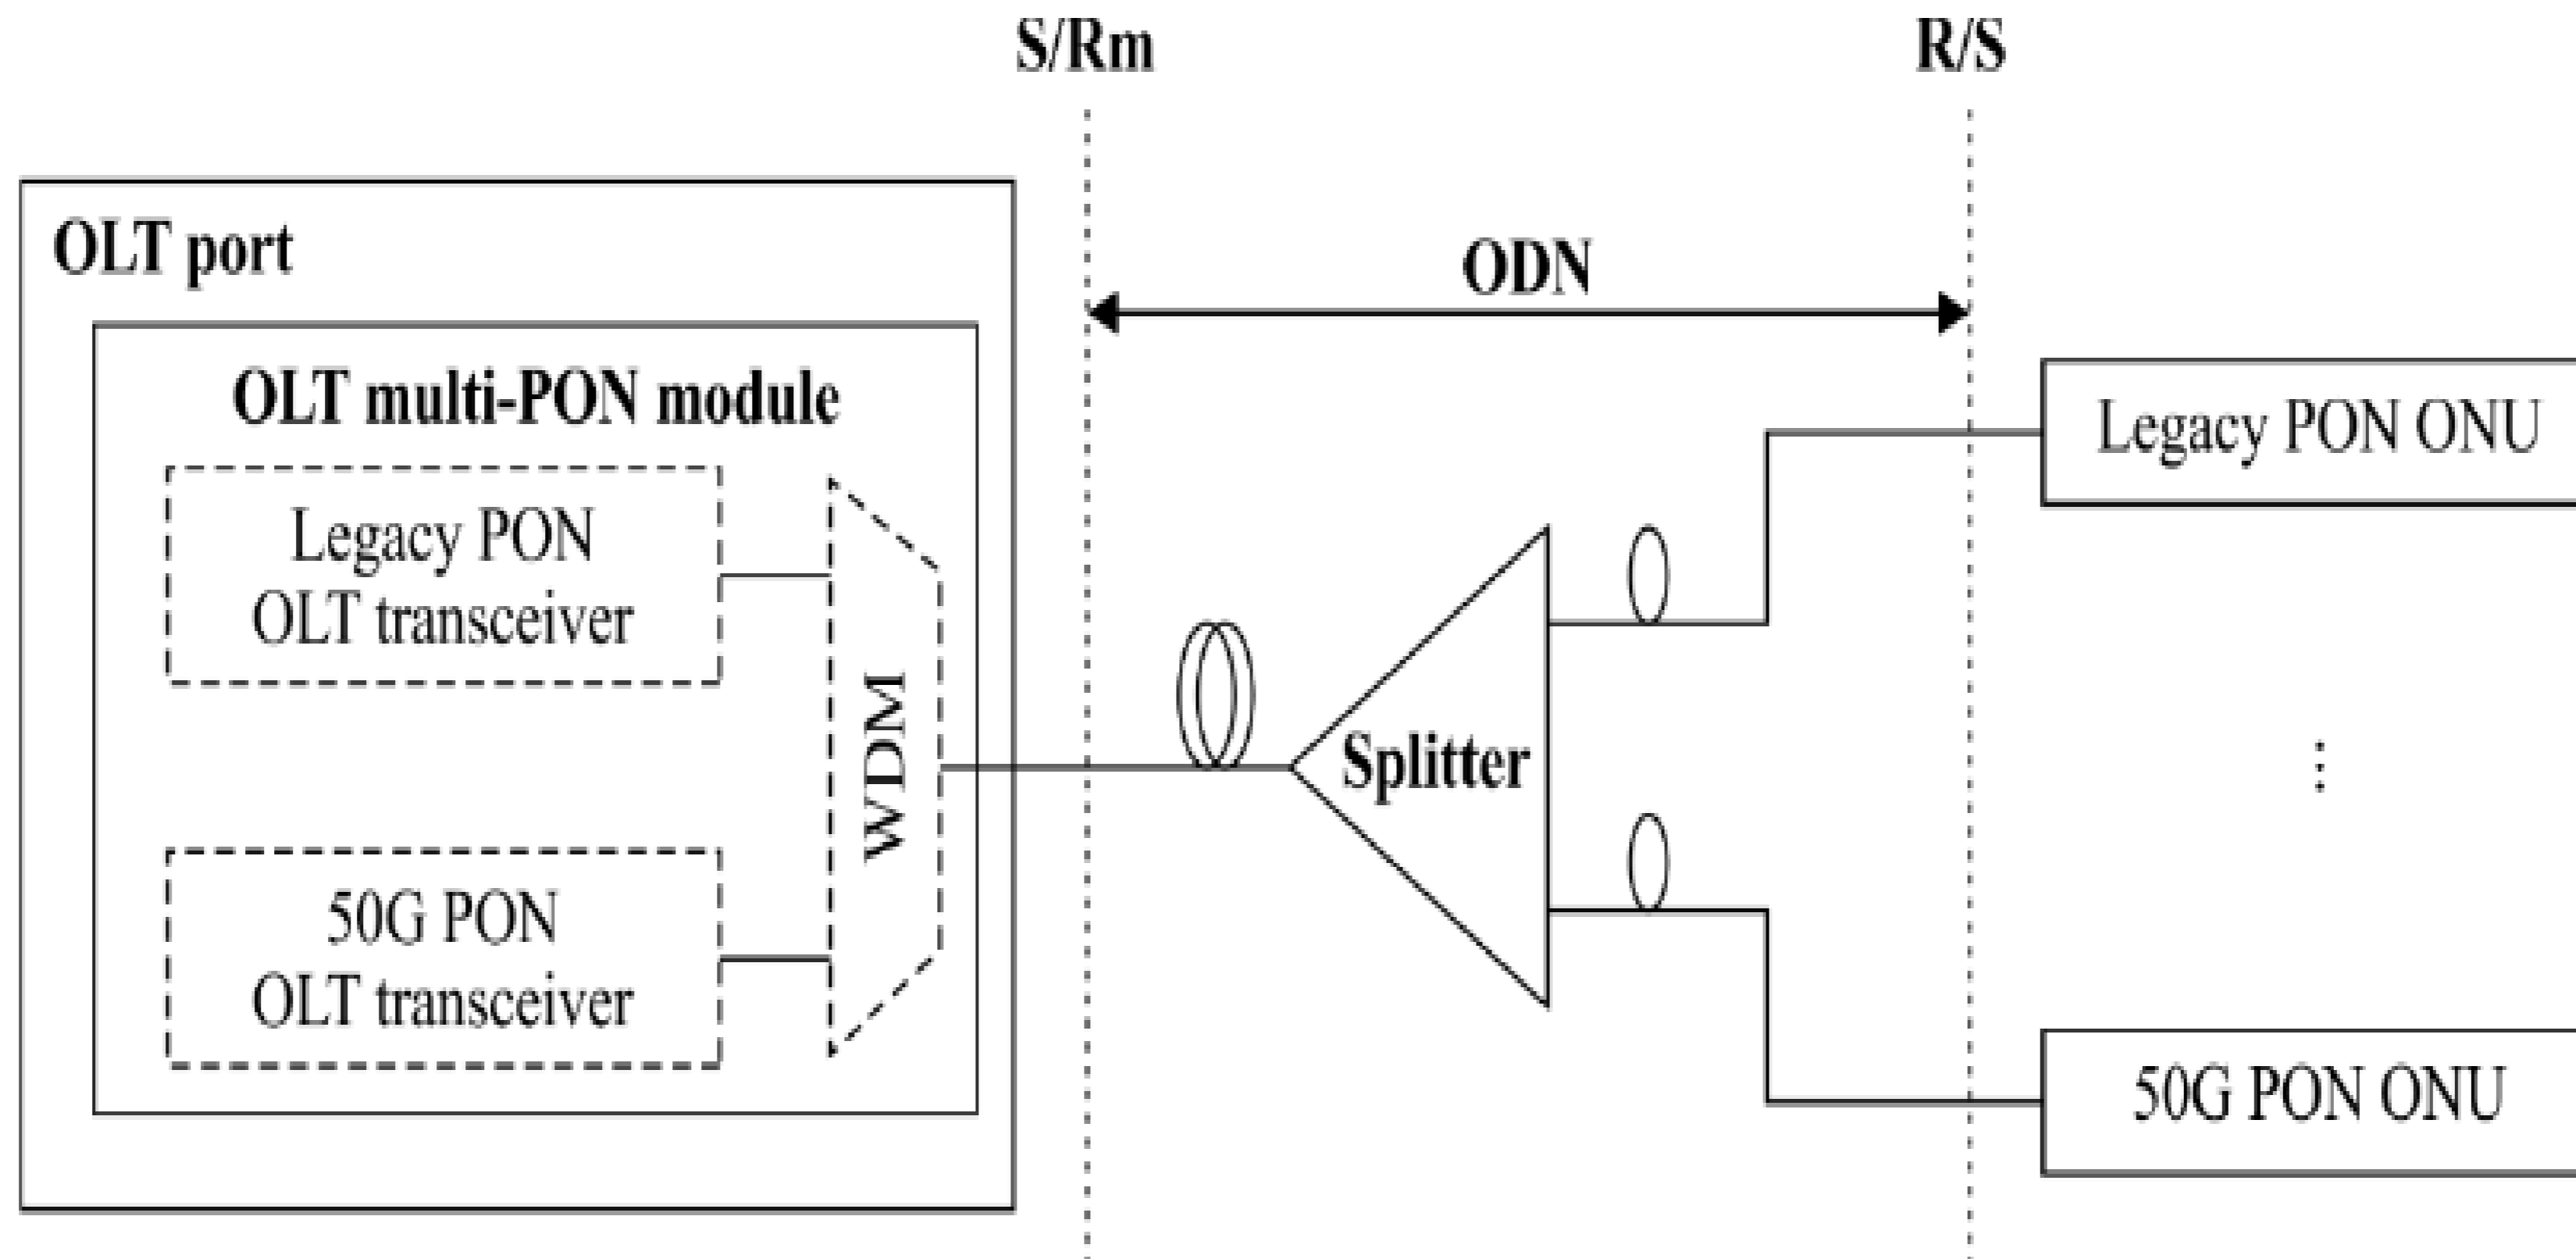 S/Rm
R/S
OLT port
ODN
OLT multi-PON module
Legacy PON ONU
Legacy PON
OLT transceiver
WDM
Splitter
50G PON
OLT transceiver
50G PON ONU